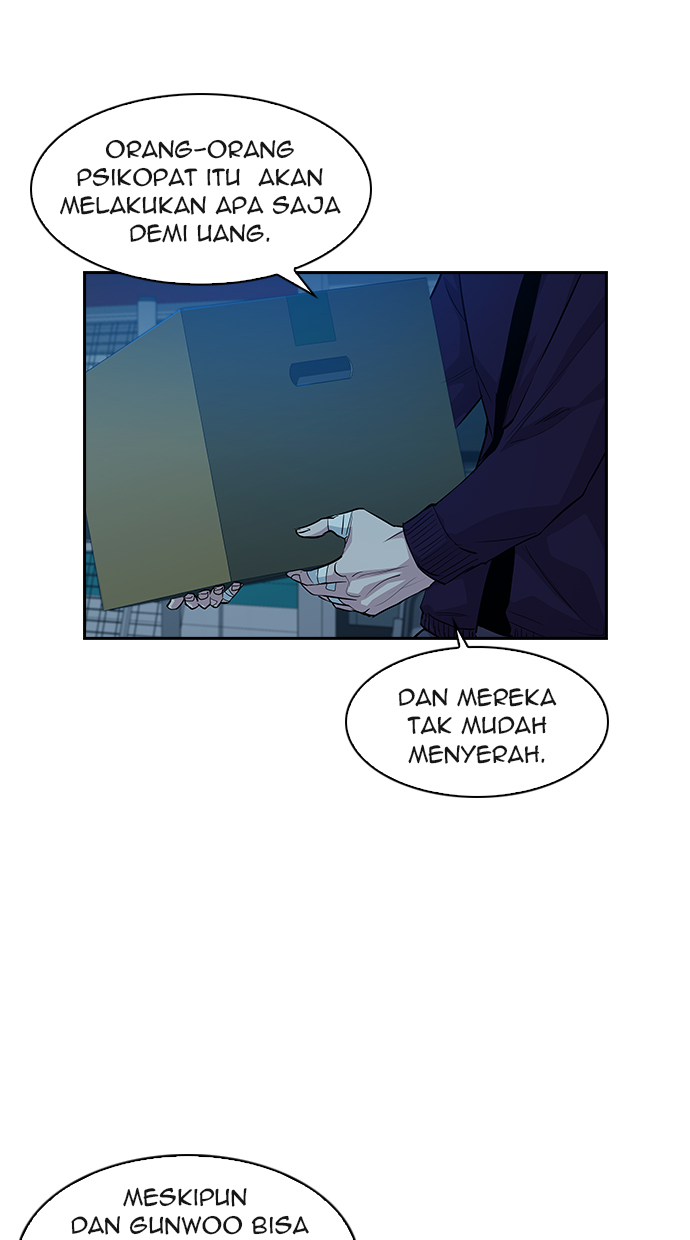 ORANG-ORANG
PSIKOPAT ITU AKAN
MELAKUKAN APA SAJA
DEMI UANG.
DAN MEREKA
TAK MUDAH
MENYERAH.
MESKIPUN
DAN GUNWOO BISA